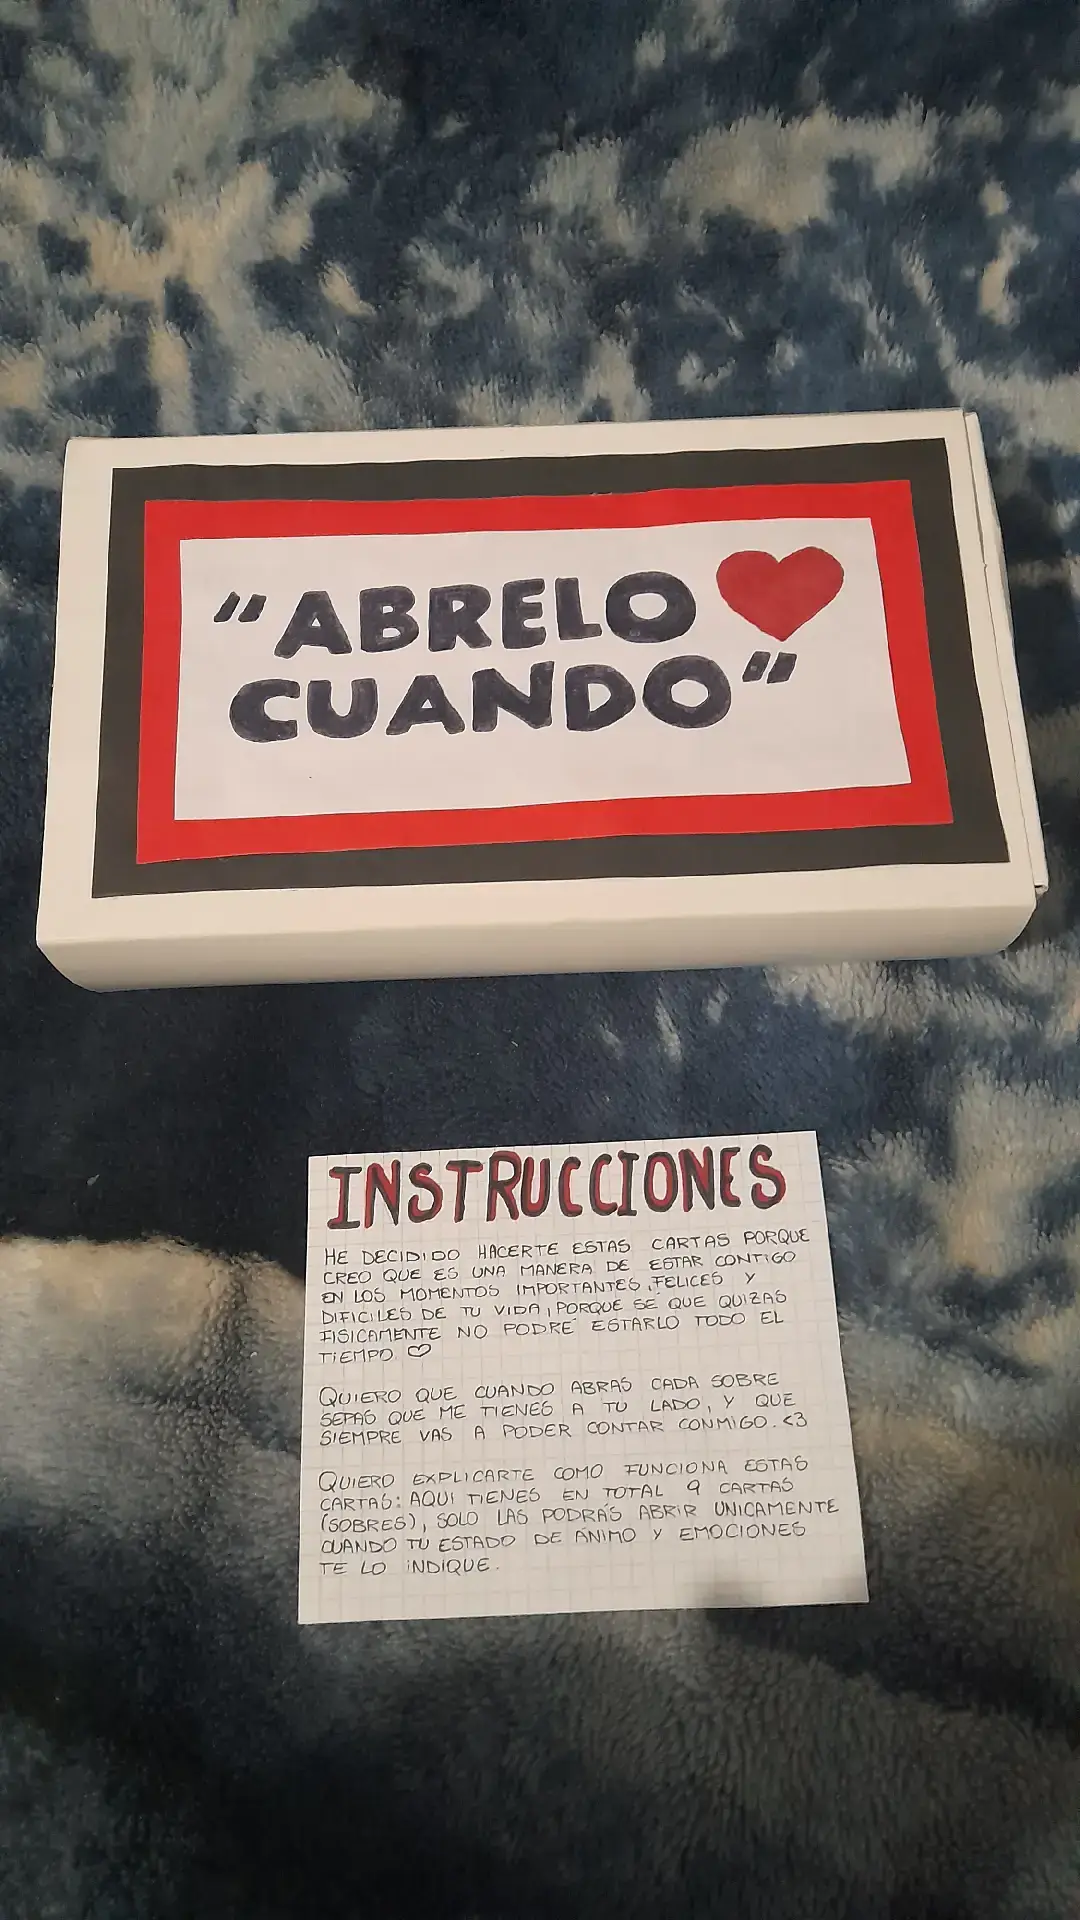 "ABRELO
CUANDO"
INSTRUCCIONES
HE DECIDIDO HACERTE ESTAS CARTAS PORQUE
CREO QUE ES UNA MANERA DE ESTAR CONTIGO
EN LOS MOMENTOS IMPORTANTES, FELICES Y
DIFICILES DE TU VIDA, PORQUE SÉ QUE QUIZAS
FISICAMENTE NO PODRÉ ESTARLO TODO EL
TIEMPO ♡
QUIERO QUE CUANDO ABRAS CADA SOBRE
SEPAS QUE ME TIENES A TU LADO, Y QUE
SIEMPRE VAS A PODER CONTAR CONMIGO. <3
QUIERO EXPLICARTE COMO FUNCIONA ESTAS
CARTAS: AQUI TIENES EN TOTAL 9 CARTAS
(SOBRES), SOLO LAS PODRÁS ABRIR UNICAMENTE
CUANDO TU ESTADO DE ÁNIMO Y EMOCIONES
TE LO INDIQUE.